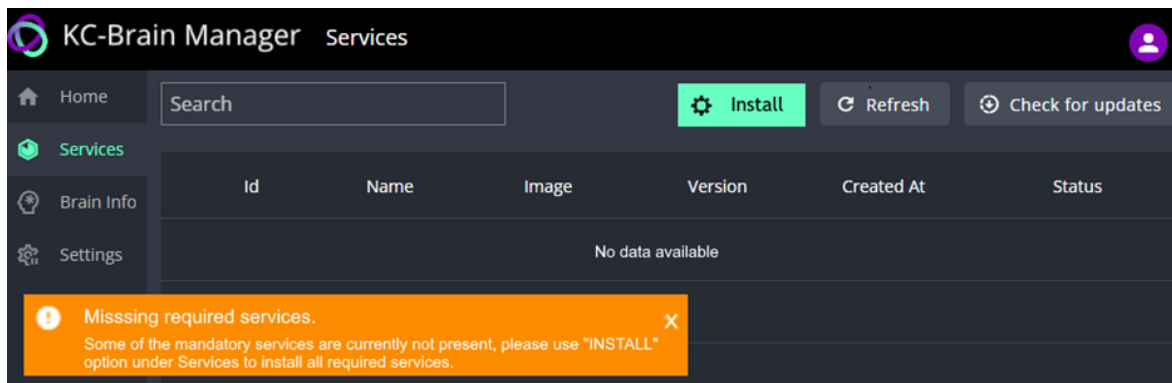 KC-Brain Manager Services
Home
Search
Install
Refresh
Check for updates
Services
Id Name Image Version Created At Status
Brain Info
No data available
Settings
Misssing required services.
X
Some of the mandatory services are currently not present, please use "INSTALL"
option under Services to install all required services.